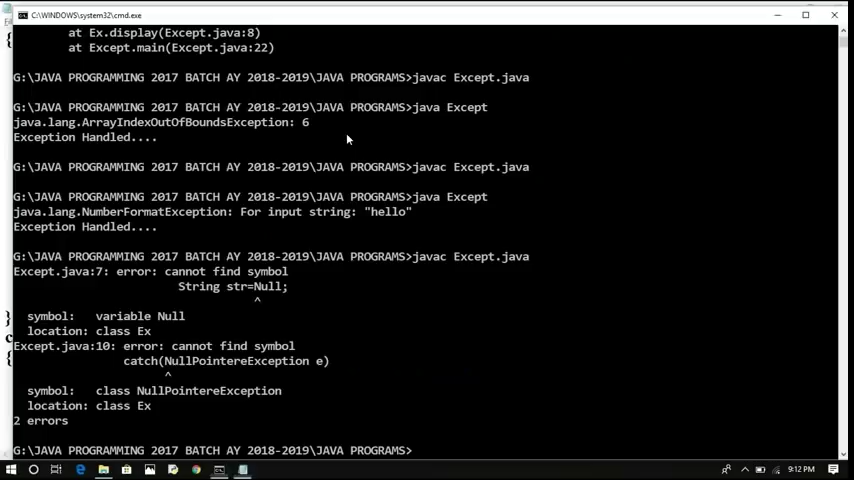 C:\WINDOWS\system32\cmd.exe
at Ex.display(Except.java:8)
at Except.main(Except.java:22)
G:\JAVA PROGRAMMING 2017 BATCH AY 2018-2019\JAVA PROGRAMS>javac Except.java
G:\JAVA PROGRAMMING 2017 BATCH AY 2018-2019\JAVA PROGRAMS>java Except
java.lang.ArrayIndexOutOfBoundsException: 6
Exception Handled....
G:\JAVA PROGRAMMING 2017 BATCH AY 2018-2019\JAVA PROGRAMS>javac Except.java
G:\JAVA PROGRAMMING 2017 BATCH AY 2018-2019\JAVA PROGRAMS>java Except
java.lang.NumberFormatException: For input string: "hello"
Exception Handled....
G:\JAVA PROGRAMMING 2017 BATCH AY 2018-2019\JAVA PROGRAMS>javac Except.java
Except.java:7: error: cannot find symbol
String str=Null;
^
symbol: variable Null
location: class Ex
Except.java:10: error: cannot find symbol
catch(NullPointereException e)
^
symbol: class NullPointereException
location: class Ex
2 errors
G:\JAVA PROGRAMMING 2017 BATCH AY 2018-2019\JAVA PROGRAMS>
9:12 PM